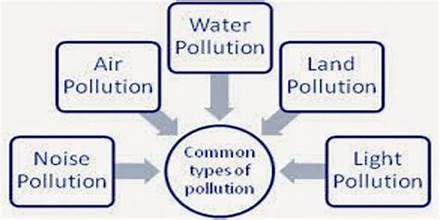 Water
Pollution
Air
Pollution
Land
Pollution
Noise
Pollution
Common
types of
pollution
Light
Pollution